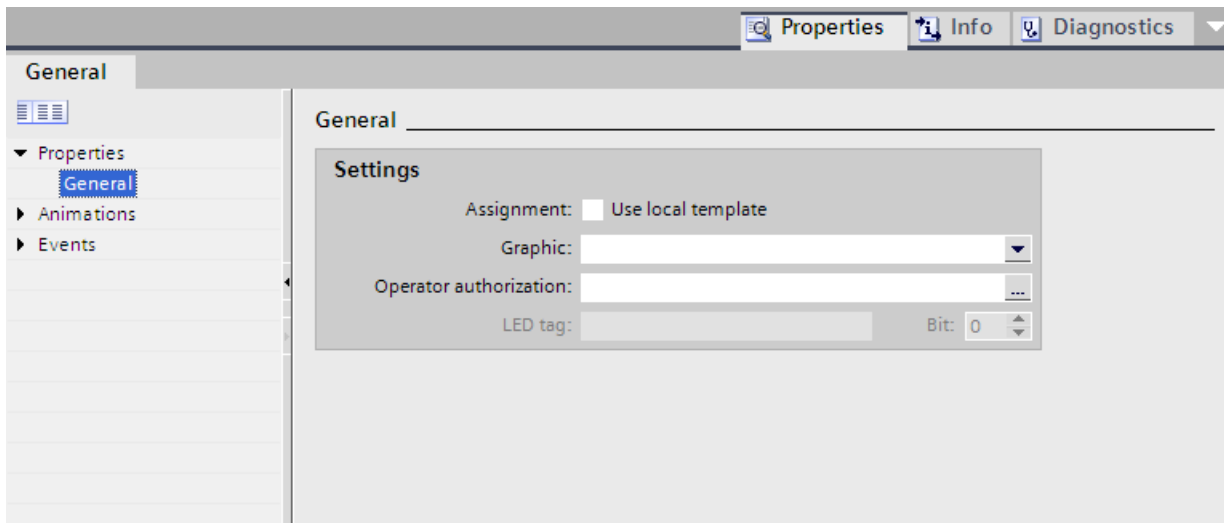 Properties Info Diagnostics
General
General
Properties
General
Animations
Events
Settings
Assignment: Use local template
Graphic:
Operator authorization: ...
LED tag: Bit: 0